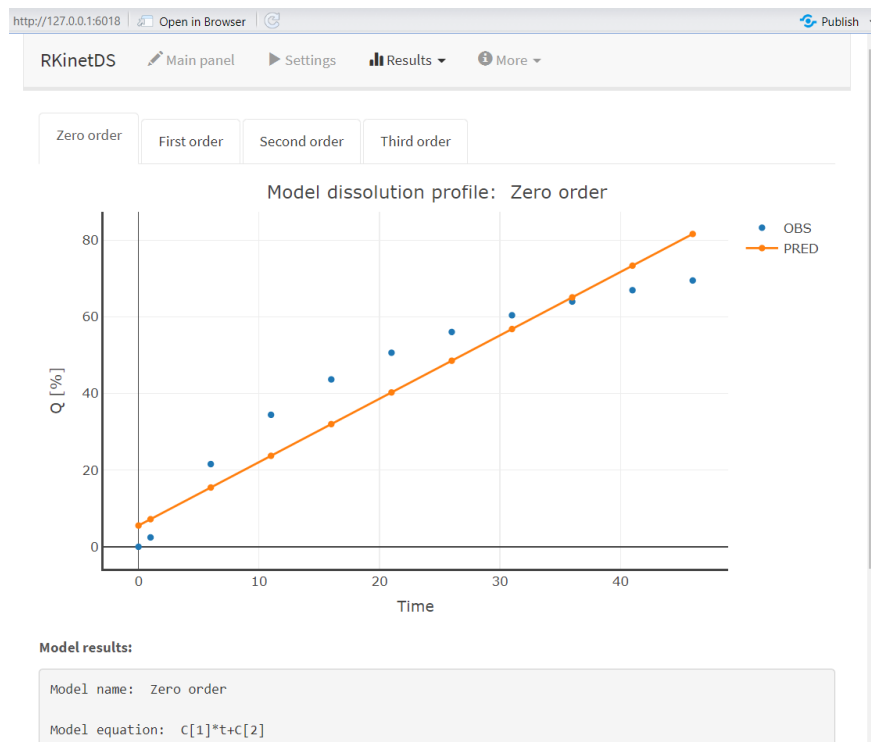 http://127.0.0.1:6018 Open in Browser Publish
RKinetDS Main panel Settings Results More
Zero order First order Second order Third order
Model dissolution profile: Zero order
OBS
PRED
80
60
40
20
0
Q [%]
0 10 20 30 40
Time
Model results:
Model name: Zero order
Model equation: C[1]*t+C[2]